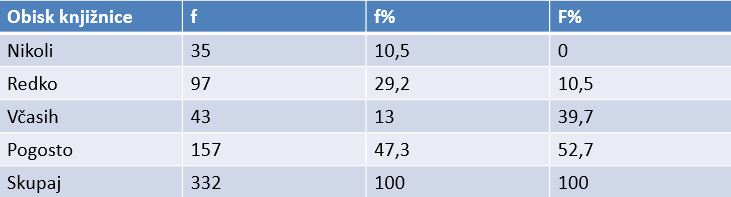 Obisk knjižnice f f% F%
Nikoli 35 10,5 0
Redko 97 29,2 10,5
Včasih 43 13 39,7
Pogosto 157 47,3 52,7
Skupaj 332 100 100